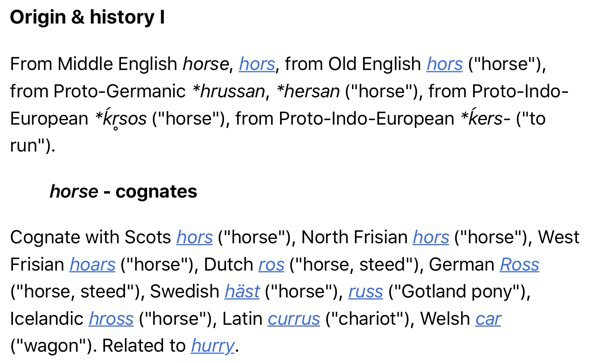 Origin & history I
From Middle English horse, hors, from Old English hors ("horse"),
from Proto-Germanic *hrussan, *hersan ("horse"), from Proto-Indo-
European *ḱr̥sos ("horse"), from Proto-Indo-European *ḱers- ("to
run").
horse - cognates
Cognate with Scots hors ("horse"), North Frisian hors ("horse"), West
Frisian hoars ("horse"), Dutch ros ("horse, steed"), German Ross
("horse, steed"), Swedish häst ("horse"), russ ("Gotland pony"),
Icelandic hross ("horse"), Latin currus ("chariot"), Welsh car
("wagon"). Related to hurry.